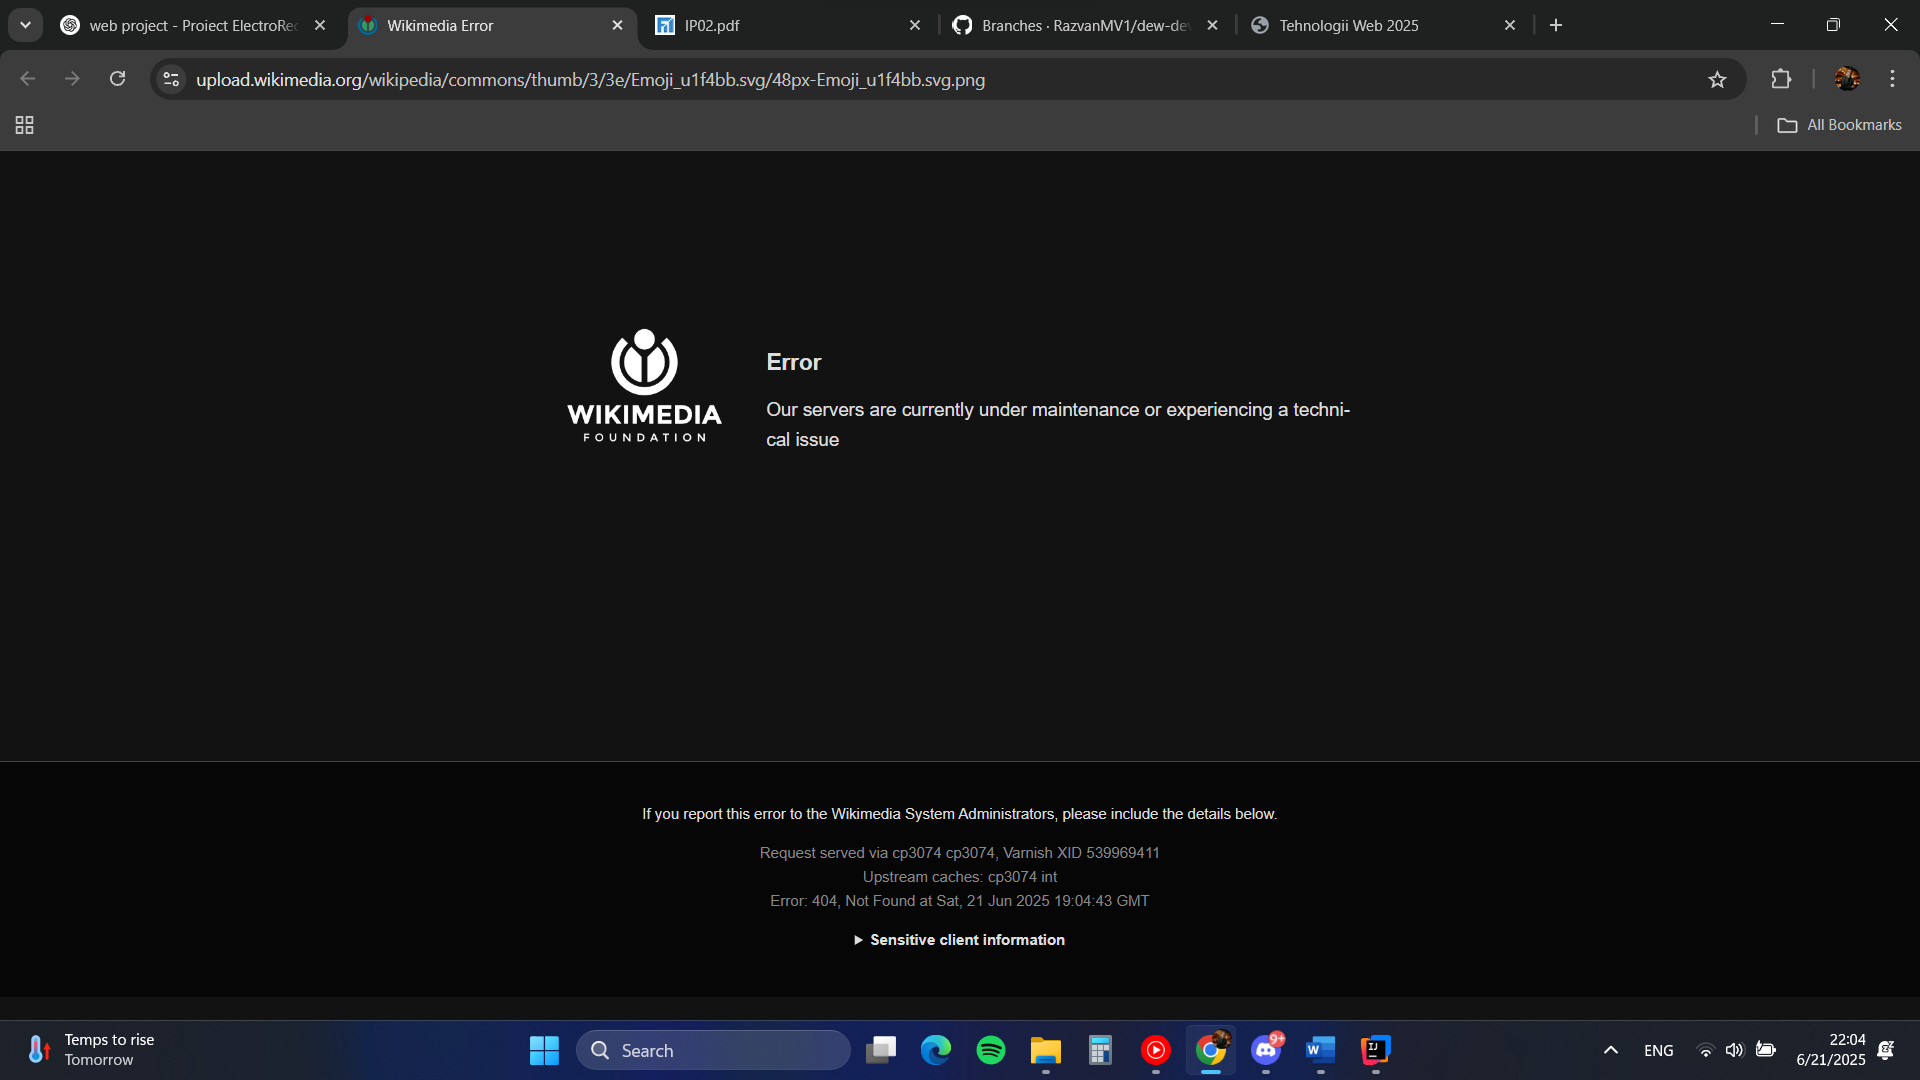 web project - Proiect ElectroRec
Wikimedia Error
IP02.pdf
Branches · RazvanMV1/dew-de
Tehnologii Web 2025
upload.wikimedia.org/wikipedia/commons/thumb/3/3e/Emoji_u1f4bb.svg/48px-Emoji_u1f4bb.svg.png
All Bookmarks
WIKIMEDIA
FOUNDATION
Error
Our servers are currently under maintenance or experiencing a techni-
cal issue
If you report this error to the Wikimedia System Administrators, please include the details below.
Request served via cp3074 cp3074, Varnish XID 539969411
Upstream caches: cp3074 int
Error: 404, Not Found at Sat, 21 Jun 2025 19:04:43 GMT
Sensitive client information
Temps to rise
Tomorrow
Search
9+
W
IJ
ENG
22:04
6/21/2025